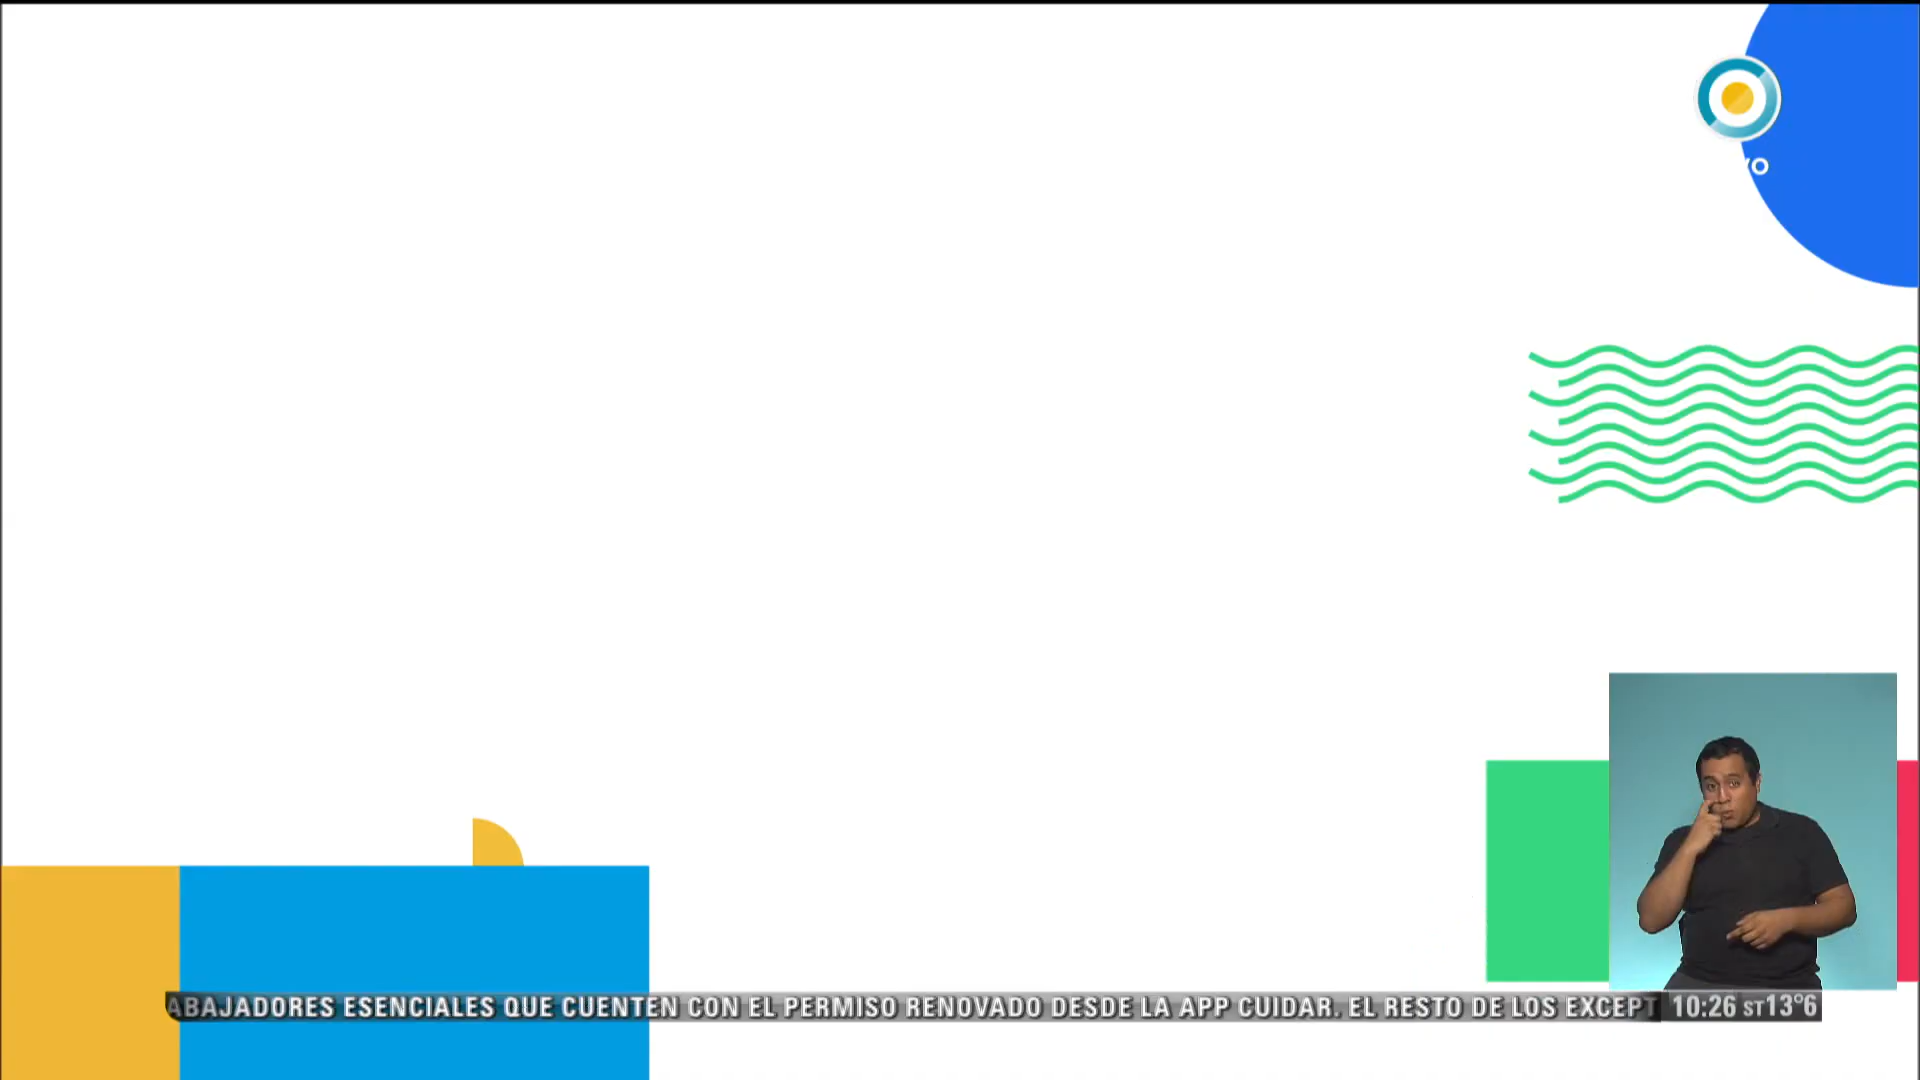 VO
ABAJADORES ESENCIALES QUE CUENTEN CON EL PERMISO RENOVADO DESDE LA APP CUIDAR. EL RESTO DE LOS EXCEPT 10:26 ST13°6